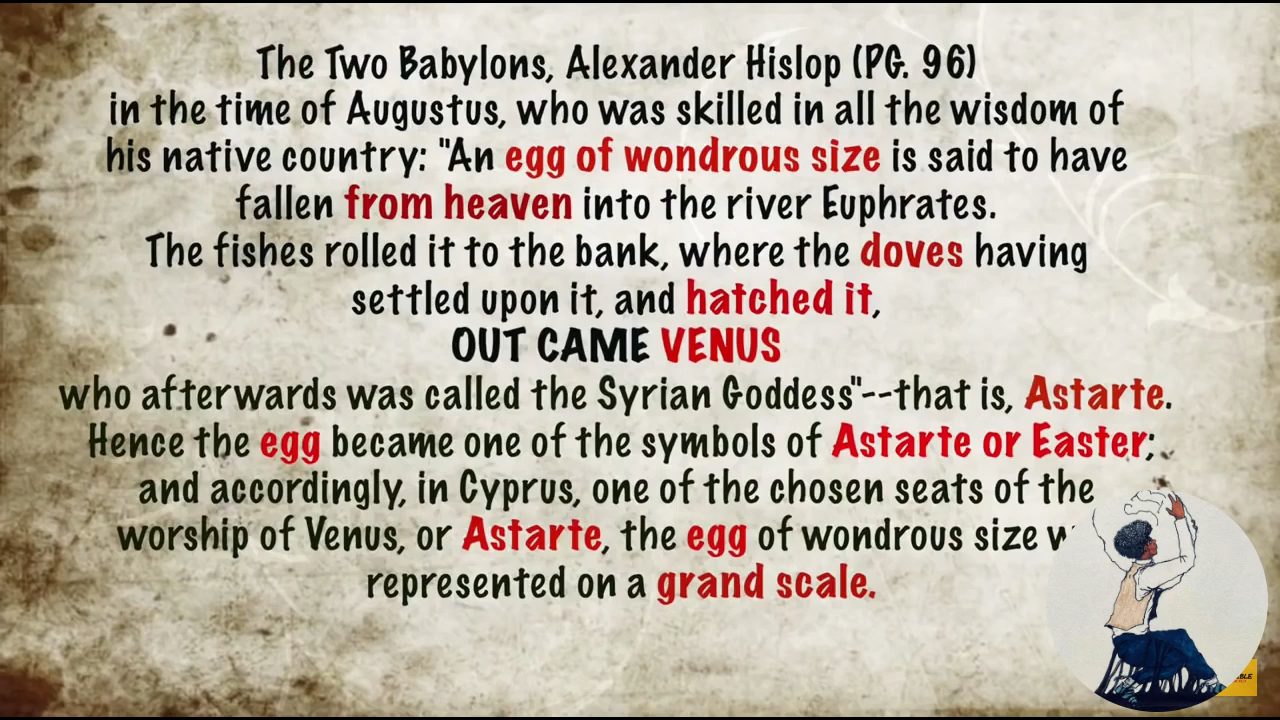 The Two Babylons, Alexander Hislop (PG. 96)
in the time of Augustus, who was skilled in all the wisdom of
his native country: "An egg of wondrous size is said to have
fallen from heaven into the river Euphrates.
The fishes rolled it to the bank, where the doves having
settled upon it, and hatched it,
OUT CAME VENUS
who afterwards was called the Syrian Goddess"--that is, Astarte.
Hence the egg became one of the symbols of Astarte or Easter;
and accordingly, in Cyprus, one of the chosen seats of the
worship of Venus, or Astarte, the egg of wondrous size
represented on a grand scale.